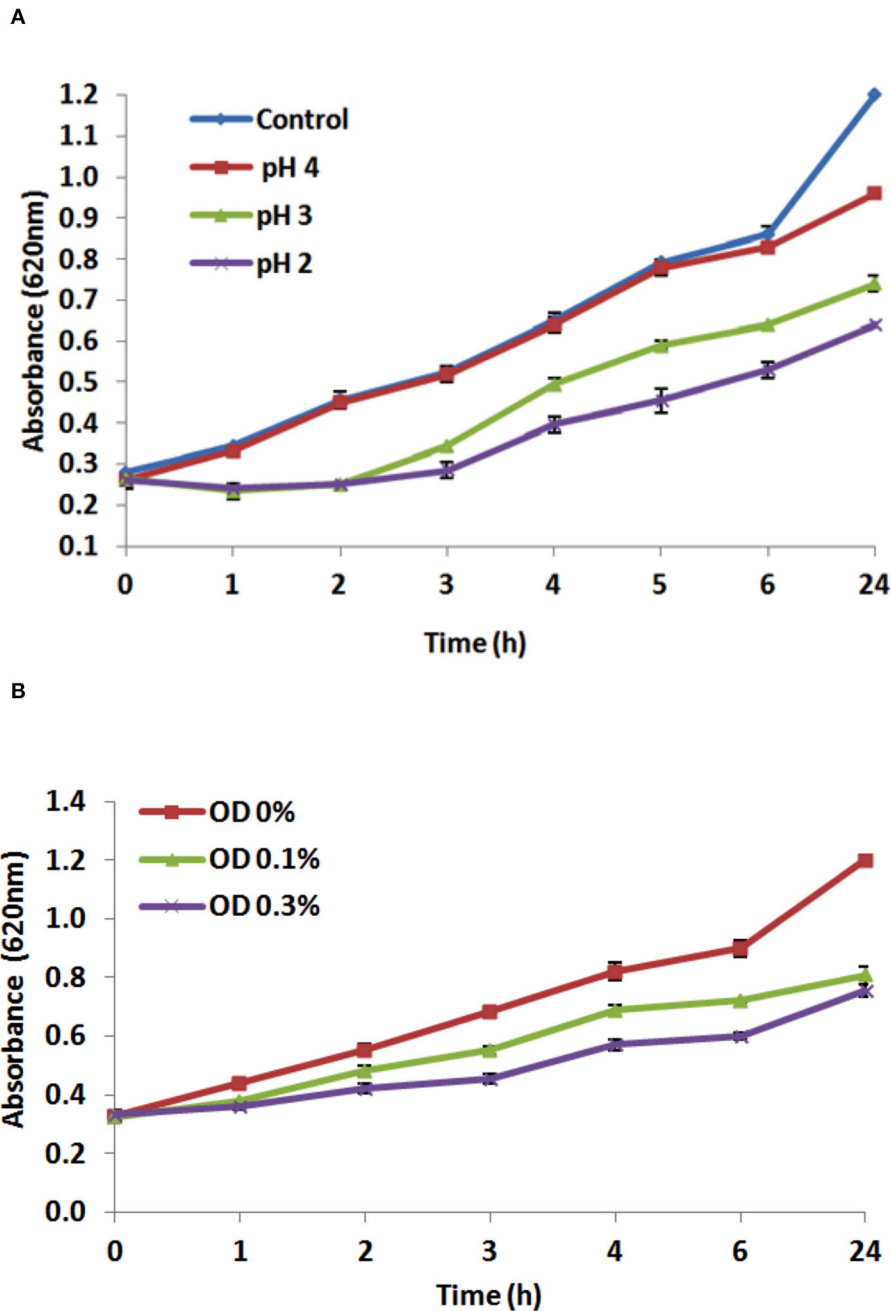 A
1.2
1.1
1.0
0.9
0.8
0.7
0.6
0.5
0.4
0.3
0.2
0.1
Absorbance (620nm)
Control
pH 4
pH 3
pH 2
0 1 2 3 4 5 6 24
Time (h)
B
1.4
1.2
1.0
0.8
0.6
0.4
0.2
0.0
Absorbance (620nm)
OD 0%
OD 0.1%
OD 0.3%
0 1 2 3 4 6 24
Time (h)